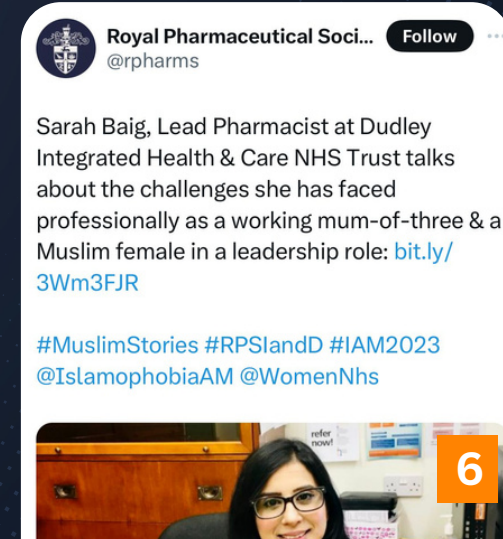 Royal Pharmaceutical Soci...
Follow
@rpharms
Sarah Baig, Lead Pharmacist at Dudley
Integrated Health & Care NHS Trust talks
about the challenges she has faced
professionally as a working mum-of-three & a
Muslim female in a leadership role: bit.ly/
3Wm3FJR
#MuslimStories #RPSIandD #IAM2023
@IslamophobiaAM @WomenNhs
refer
now!
6